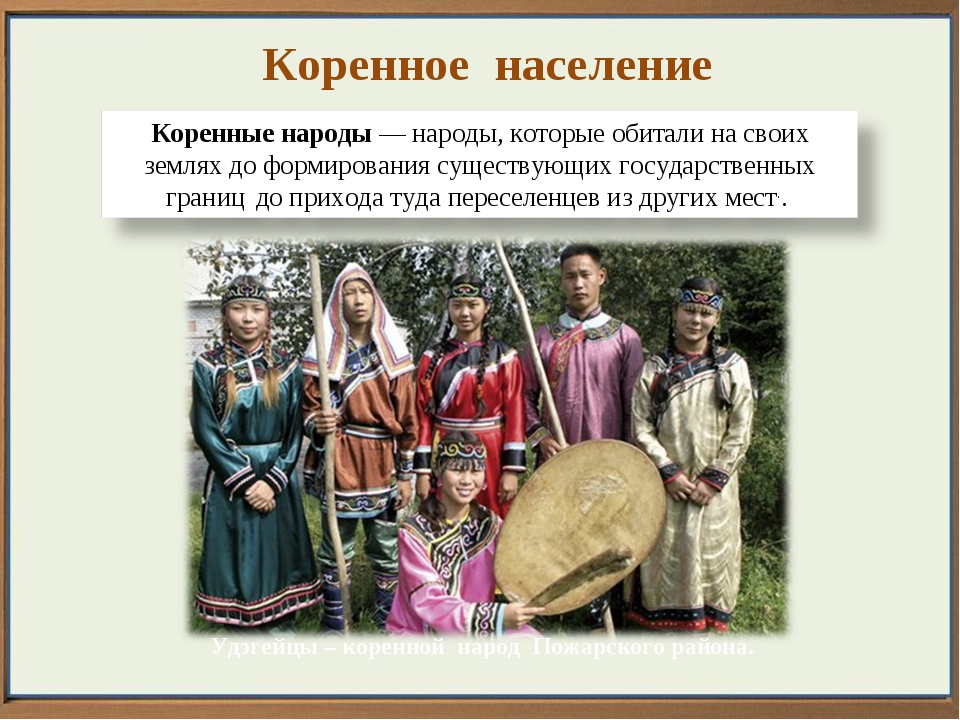 Коренное население
Коренные народы — народы, которые обитали на своих
землях до формирования существующих государственных
границ до прихода туда переселенцев из других мест .
Удэгейцы – коренной народ Пожарского района.